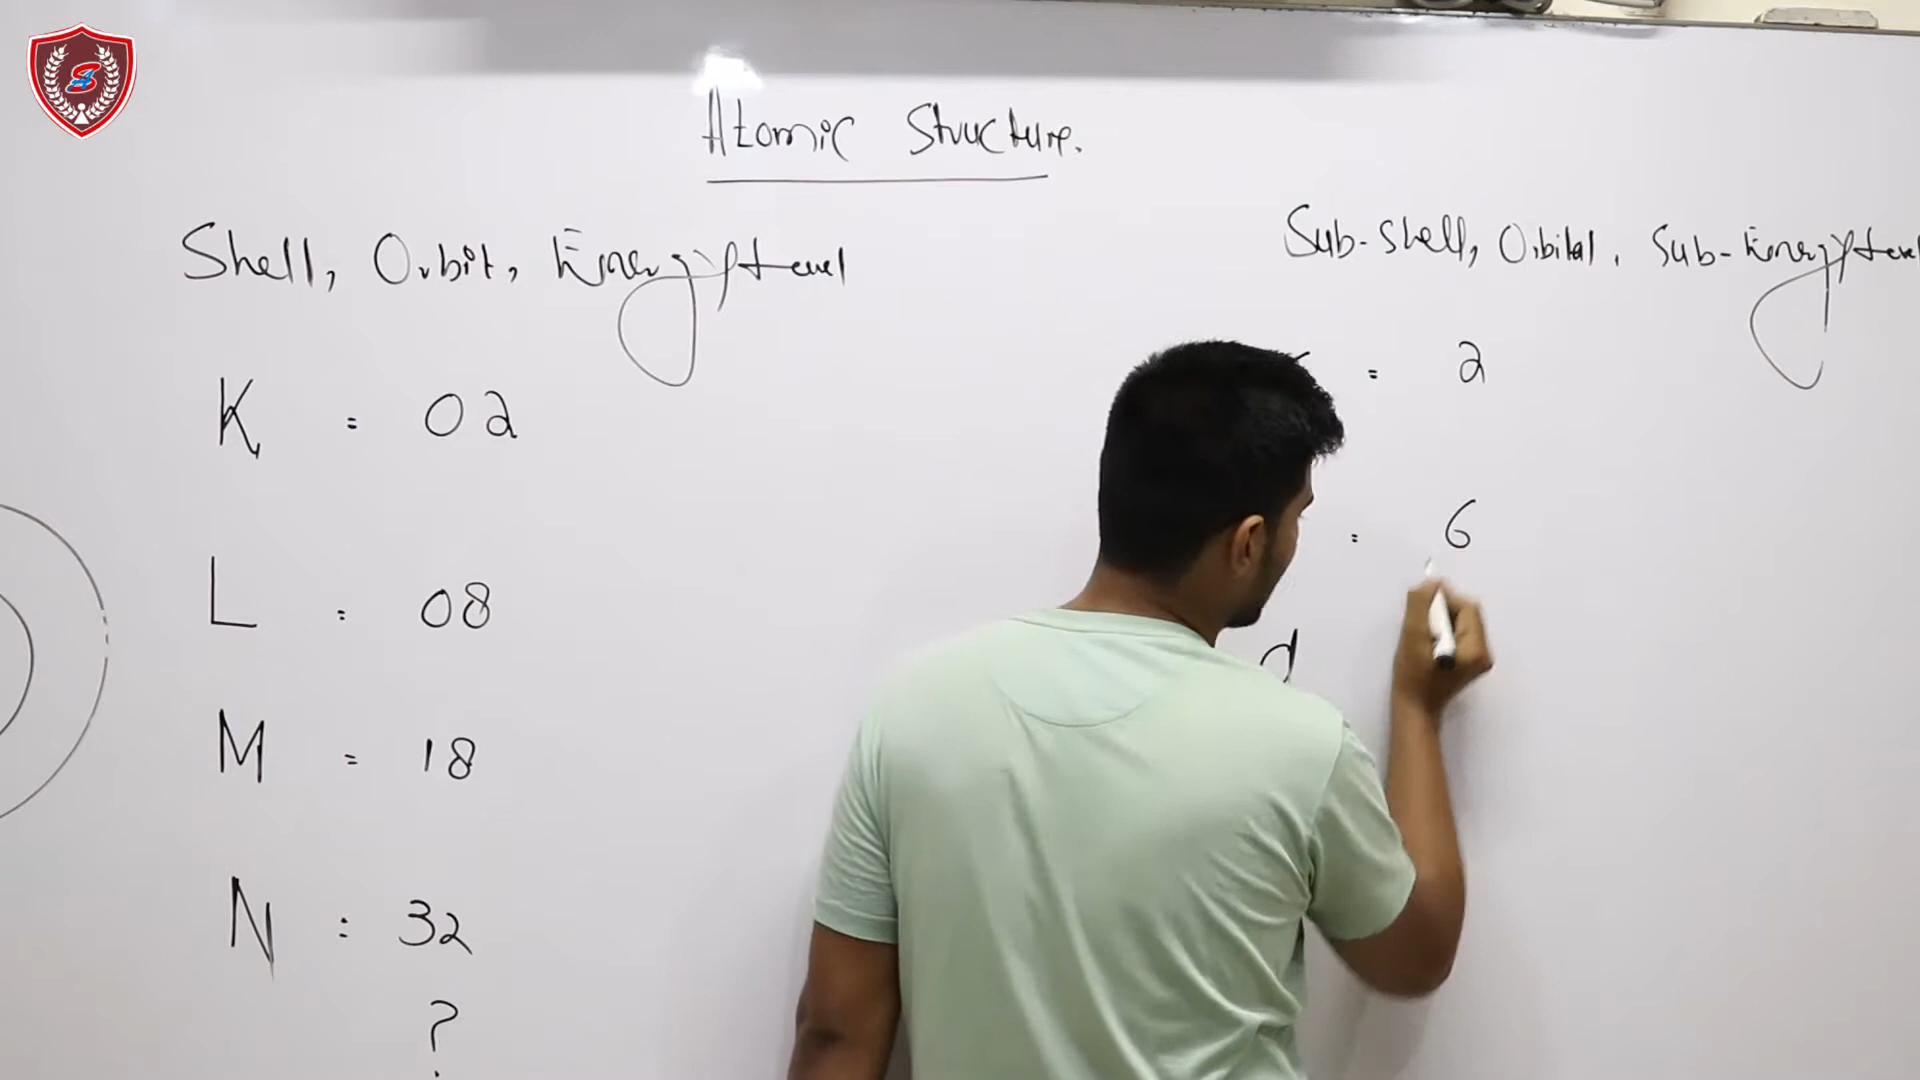 Atomic Structure.
Shell, Orbit, Energy Level
Sub-Shell, Orbital, Sub-Energy Level
K = 02
L = 08
M = 18
N = 32
?
= 2
= 6
d